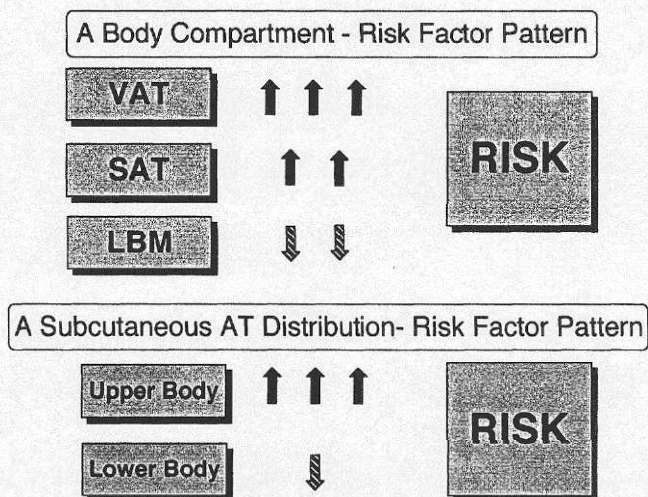 A Body Compartment - Risk Factor Pattern
VAT
SAT
RISK
LBM
A Subcutaneous AT Distribution- Risk Factor Pattern
Upper Body
RISK
Lower Body